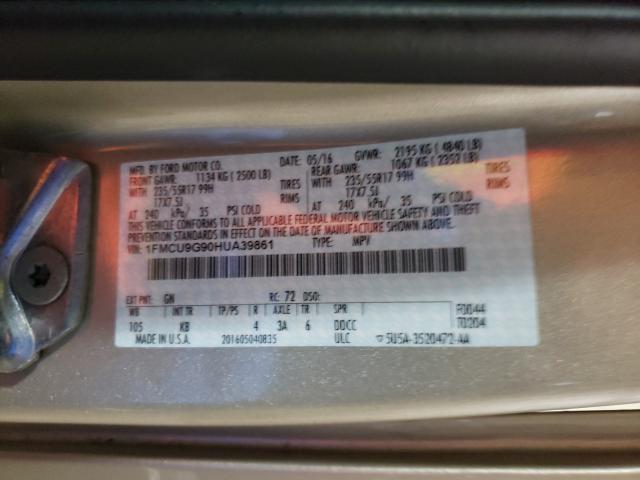 MFD. BY FORD MOTOR CO. DATE: 05/16 GVWR: 2195 KG ( 4840 LB)
FRONT GAWR: 1134 KG ( 2500 LB) REAR GAWR: 1067 KG ( 2352 LB)
WITH 235/55R17 99H TIRES WITH 235/55R17 99H TIRES
17X7.5J RIMS 17X7.5J RIMS
AT 240 kPa/ 35 PSI COLD AT 240 kPa/ 35 PSI COLD
THIS VEHICLE CONFORMS TO ALL APPLICABLE FEDERAL MOTOR VEHICLE SAFETY AND THEFT
PREVENTION STANDARDS IN EFFECT ON THE DATE OF MANUFACTURE SHOWN ABOVE.
VIN: 1FMCU9G90HUA39861 TYPE: MPV
EXT PNT: GN RC: 72 DSO:
WB INT TR TP/PS R AXLE TR SPR F0044
105 KB 4 3A 6 DDCC T0204
MADE IN U.S.A. 201605040835 ULC ▽ 5U5A-3520472-AA